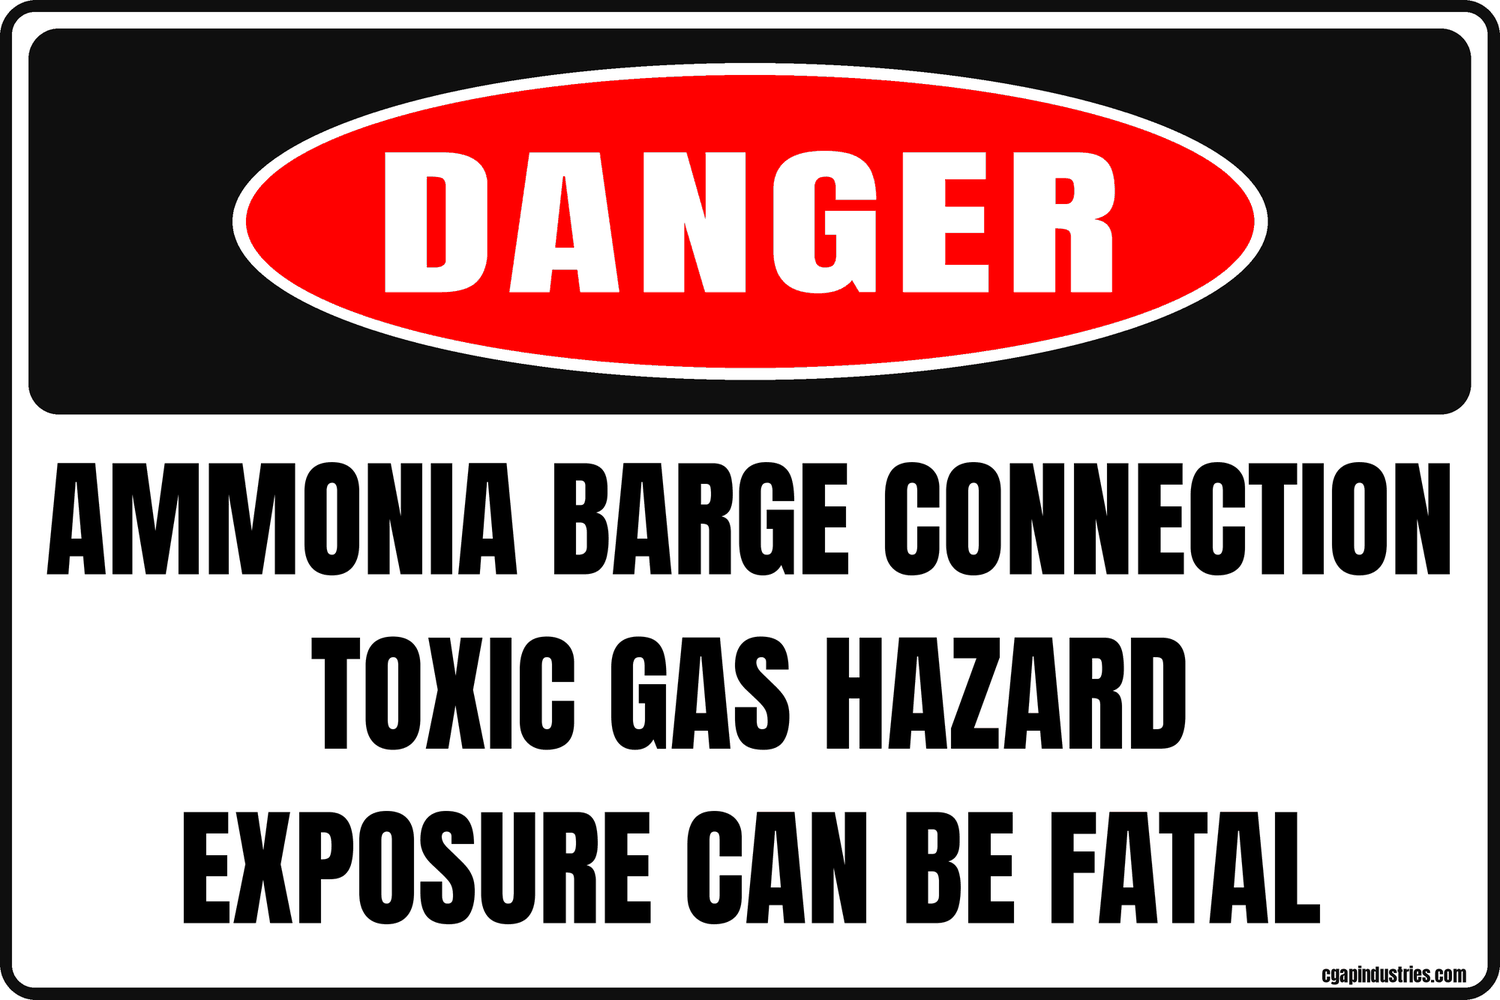 DANGER
AMMONIA BARGE CONNECTION
TOXIC GAS HAZARD
EXPOSURE CAN BE FATAL
cgapindustries.com